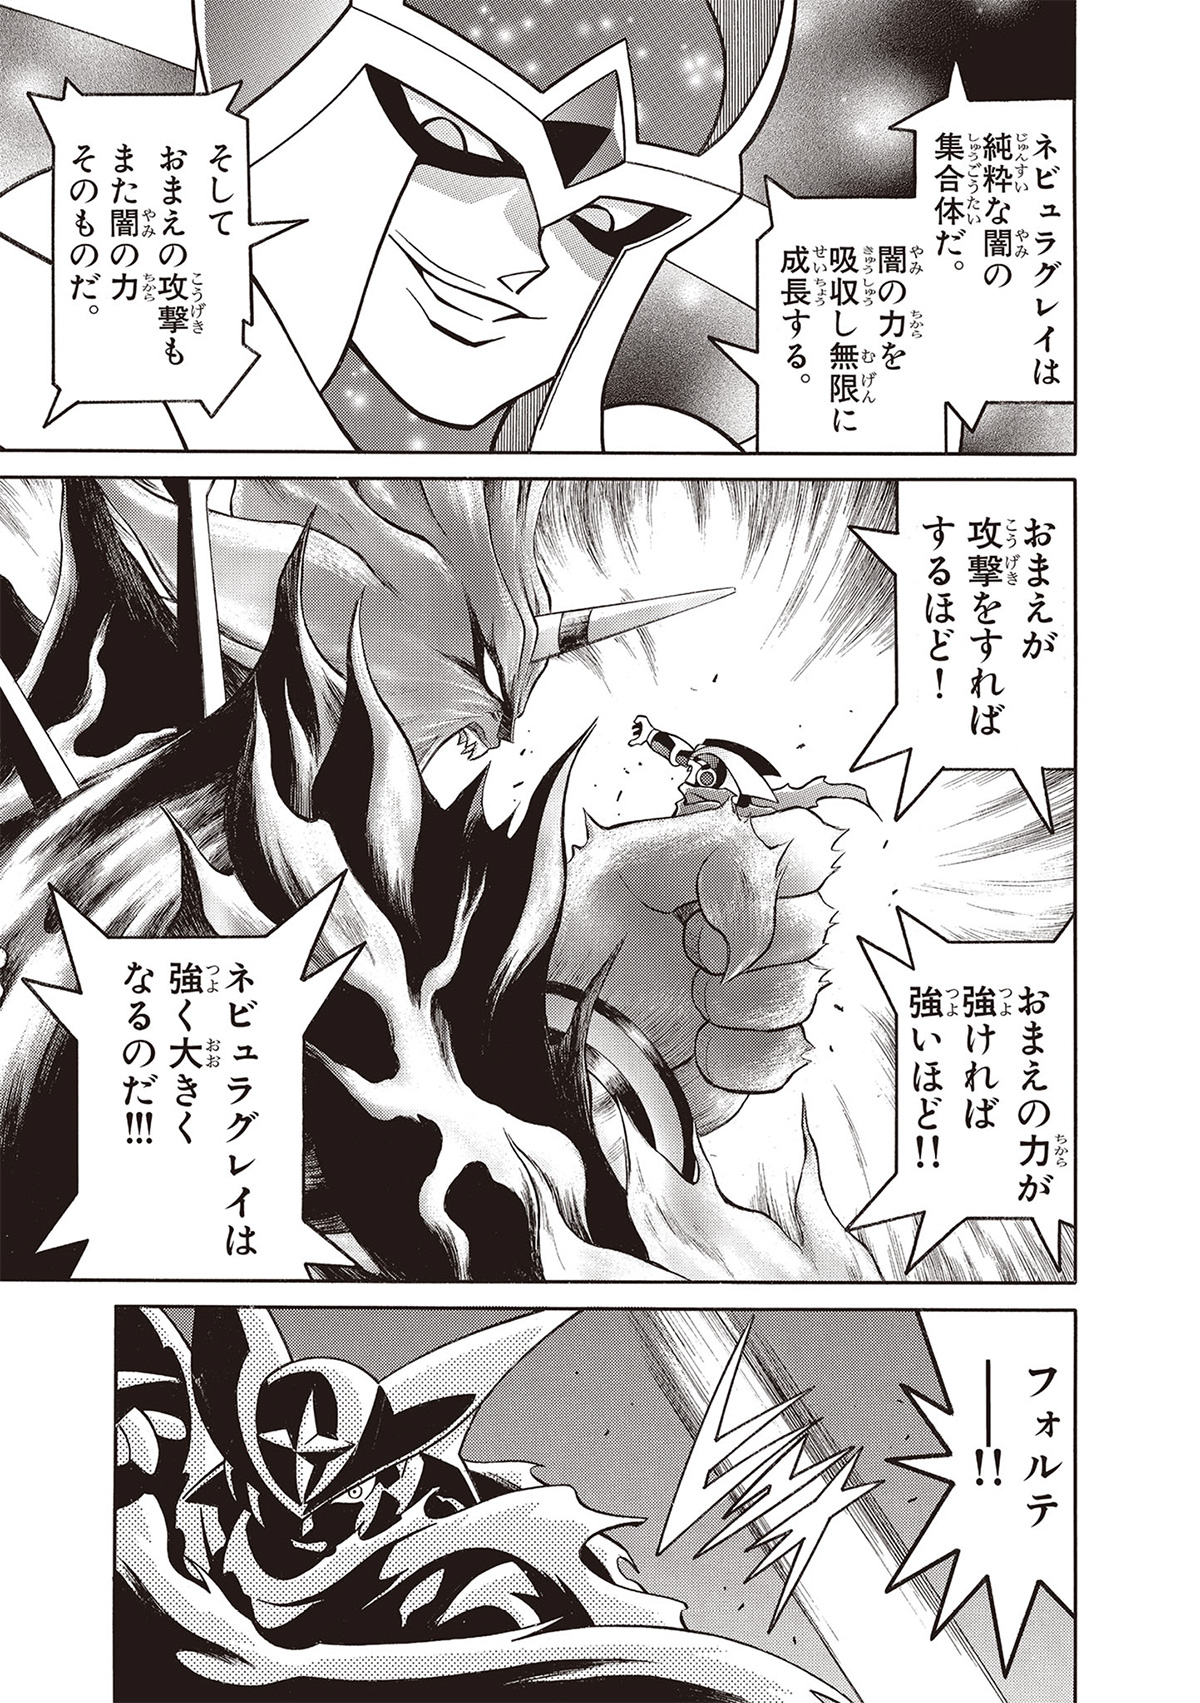 ネビュラグレイは
純粋な闇の
集合体だ。
闇の力を
吸収し無限に
成長する。
そして
おまえの攻撃も
また闇の力
そのものだ。
おまえが
攻撃をすれば
するほど!
おまえの力が
強ければ
強いほど!!
ネビュラグレイは
強く大きく
なるのだ!!!
フォルテ
――!!